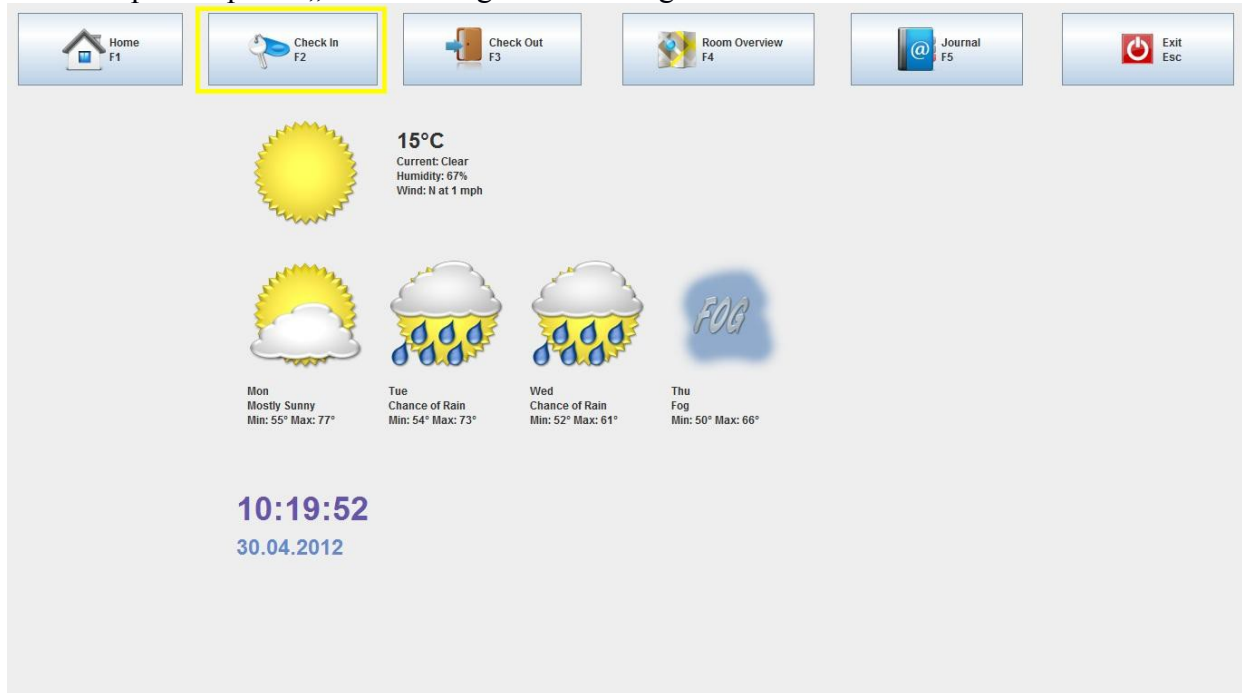 Home
F1
Check In
F2
Check Out
F3
Room Overview
F4
@
Journal
F5
Exit
Esc
15°C
Current: Clear
Humidity: 67%
Wind: N at 1 mph
FOG
Mon
Mostly Sunny
Min: 55° Max: 77°
Tue
Chance of Rain
Min: 54° Max: 73°
Wed
Chance of Rain
Min: 52° Max: 61°
Thu
Fog
Min: 50° Max: 66°
10:19:52
30.04.2012